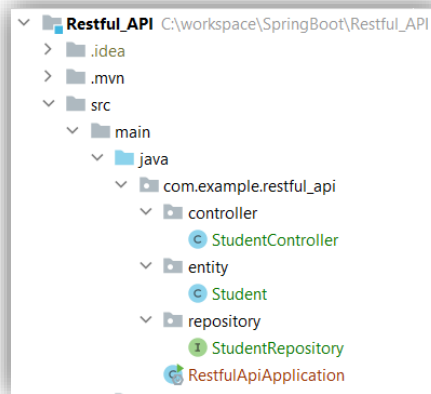 Restful_API C:\workspace\SpringBoot\Restful_API
.idea
.mvn
src
main
java
com.example.restful_api
controller
C StudentController
entity
C Student
repository
I StudentRepository
RestfulApiApplication